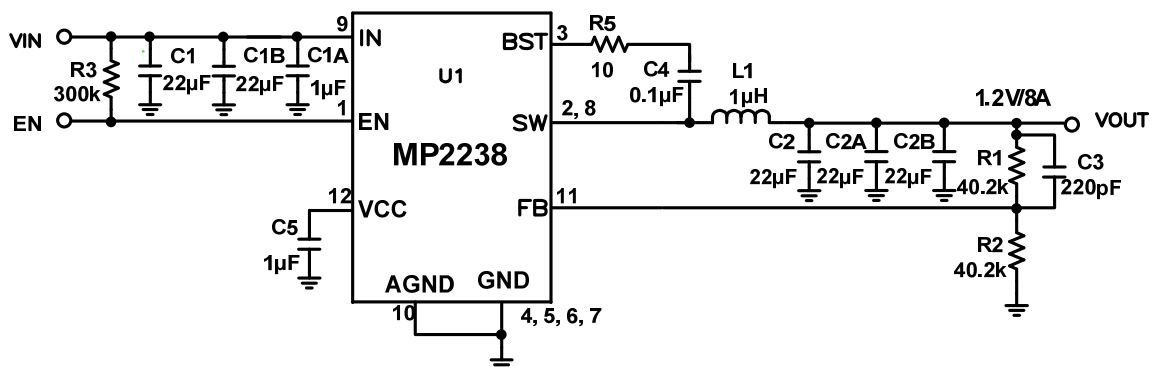 VIN
R3
300k
EN
C1
22µF
C1B
22µF
C1A
1µF
9
IN
1
EN
U1
MP2238
BST
3
R5
10
C4
0.1µF
SW
2, 8
L1
1µH
C2
22µF
C2A
22µF
C2B
22µF
1.2V/8A
VOUT
R1
40.2k
C3
220pF
12
VCC
C5
1µF
FB
11
R2
40.2k
AGND
10
GND
4, 5, 6, 7